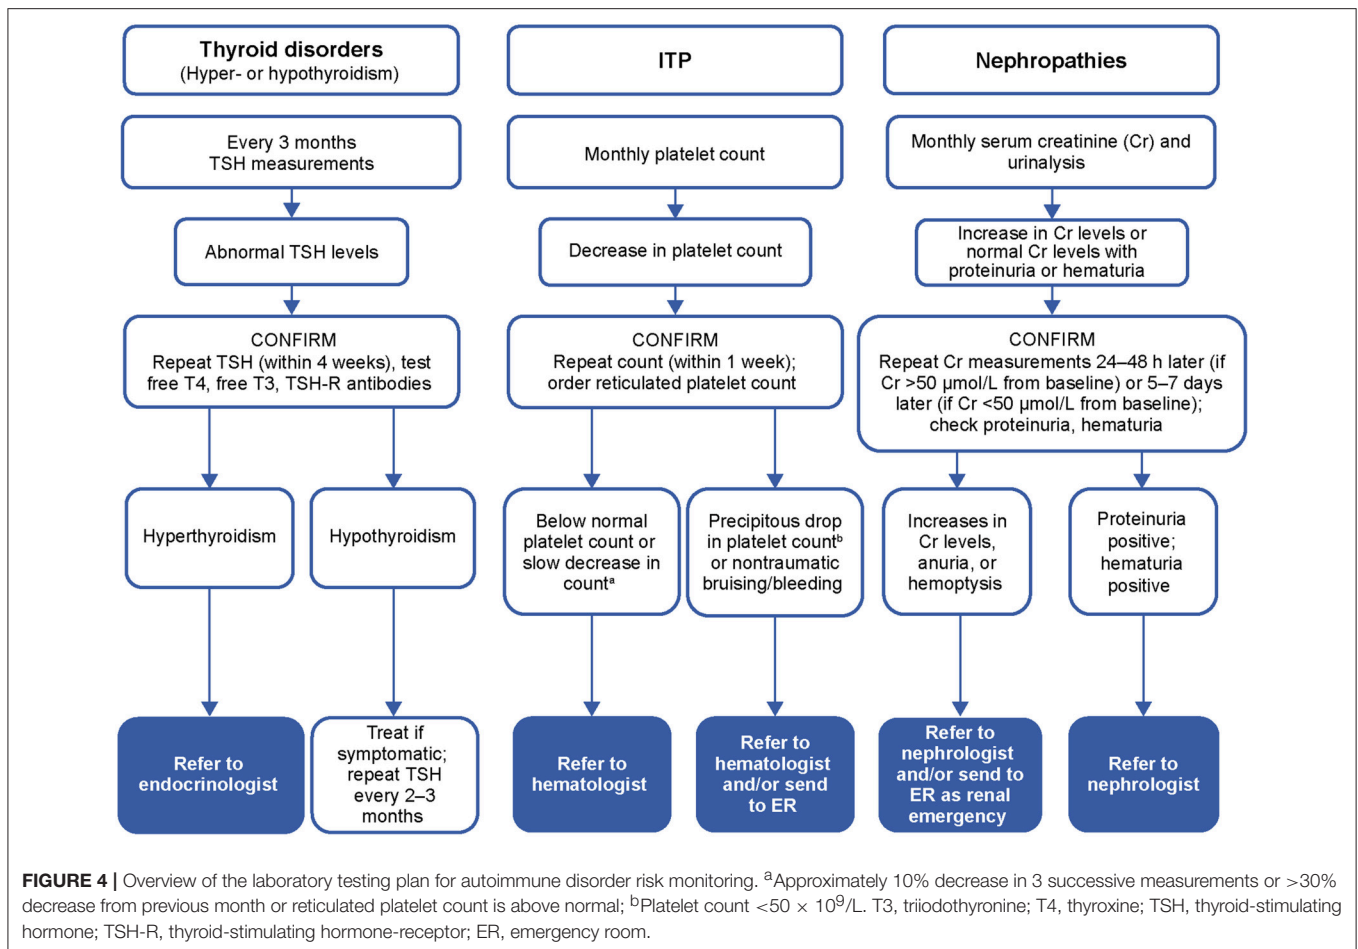 Thyroid disorders
(Hyper- or hypothyroidism)
Every 3 months
TSH measurements
Abnormal TSH levels
CONFIRM
Repeat TSH (within 4 weeks), test
free T4, free T3, TSH-R antibodies
Hyperthyroidism
Hypothyroidism
Refer to
endocrinologist
Treat if
symptomatic;
repeat TSH
every 2–3
months
ITP
Monthly platelet count
Decrease in platelet count
CONFIRM
Repeat count (within 1 week);
order reticulated platelet count
Below normal
platelet count or
slow decrease in
countᵃ
Precipitous drop
in platelet countᵇ
or nontraumatic
bruising/bleeding
Refer to
hematologist
Refer to
hematologist
and/or send
to ER
Nephropathies
Monthly serum creatinine (Cr) and
urinalysis
Increase in Cr levels or
normal Cr levels with
proteinuria or hematuria
CONFIRM
Repeat Cr measurements 24–48 h later (if
Cr >50 µmol/L from baseline) or 5–7 days
later (if Cr <50 µmol/L from baseline);
check proteinuria, hematuria
Increases in
Cr levels,
anuria, or
hemoptysis
Proteinuria
positive;
hematuria
positive
Refer to
nephrologist
and/or send to
ER as renal
emergency
Refer to
nephrologist
FIGURE 4 | Overview of the laboratory testing plan for autoimmune disorder risk monitoring. ᵃApproximately 10% decrease in 3 successive measurements or >30%
decrease from previous month or reticulated platelet count is above normal; ᵇPlatelet count <50 × 10⁹/L. T3, triiodothyronine; T4, thyroxine; TSH, thyroid-stimulating
hormone; TSH-R, thyroid-stimulating hormone-receptor; ER, emergency room.